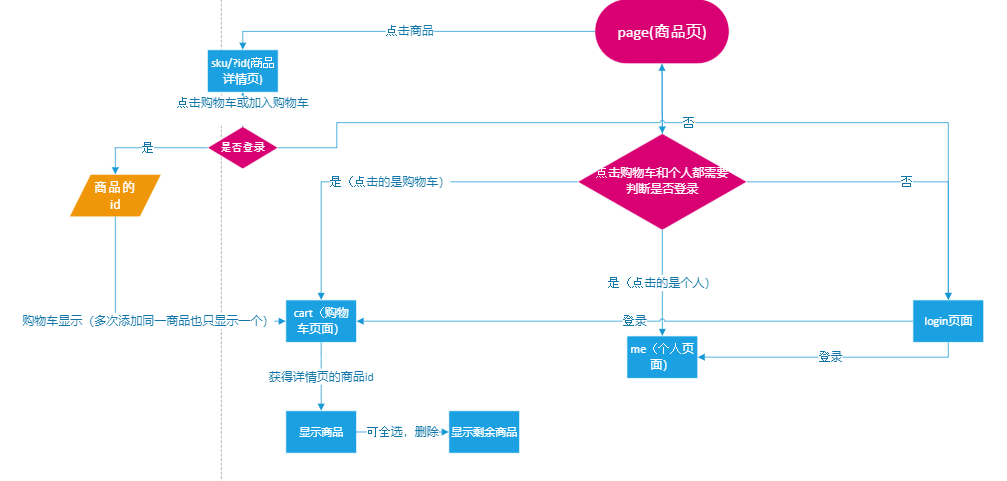 page(商品页)
点击商品
sku/?id(商品
详情页)
点击购物车或加入购物车
否
是
是否登录
点击购物车和个人都需要
判断是否登录
商品的
id
是（点击的是购物车）
否
是（点击的是个人）
购物车显示（多次添加同一商品也只显示一个）
cart（购物
车页面）
登录
login页面
me（个人页
面）
登录
获得详情页的商品id
显示商品
可全选，删除
显示剩余商品